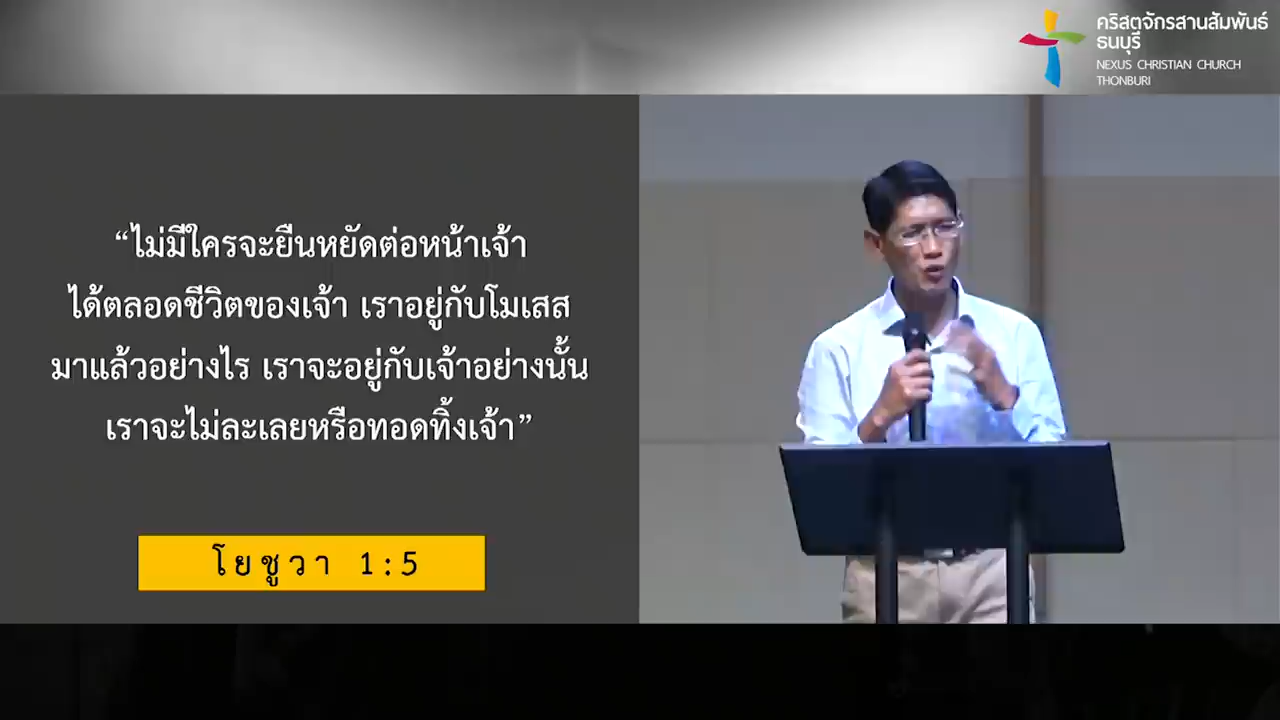 คริสตจักรสานสัมพันธ์
ธนบุรี
NEXUS CHRISTIAN CHURCH
THONBURI
“ไม่มีใครจะยืนหยัดต่อหน้าเจ้า
ได้ตลอดชีวิตของเจ้า เราอยู่กับโมเสส
มาแล้วอย่างไร เราจะอยู่กับเจ้าอย่างนั้น
เราจะไม่ละเลยหรือทอดทิ้งเจ้า”
โยชูวา 1:5